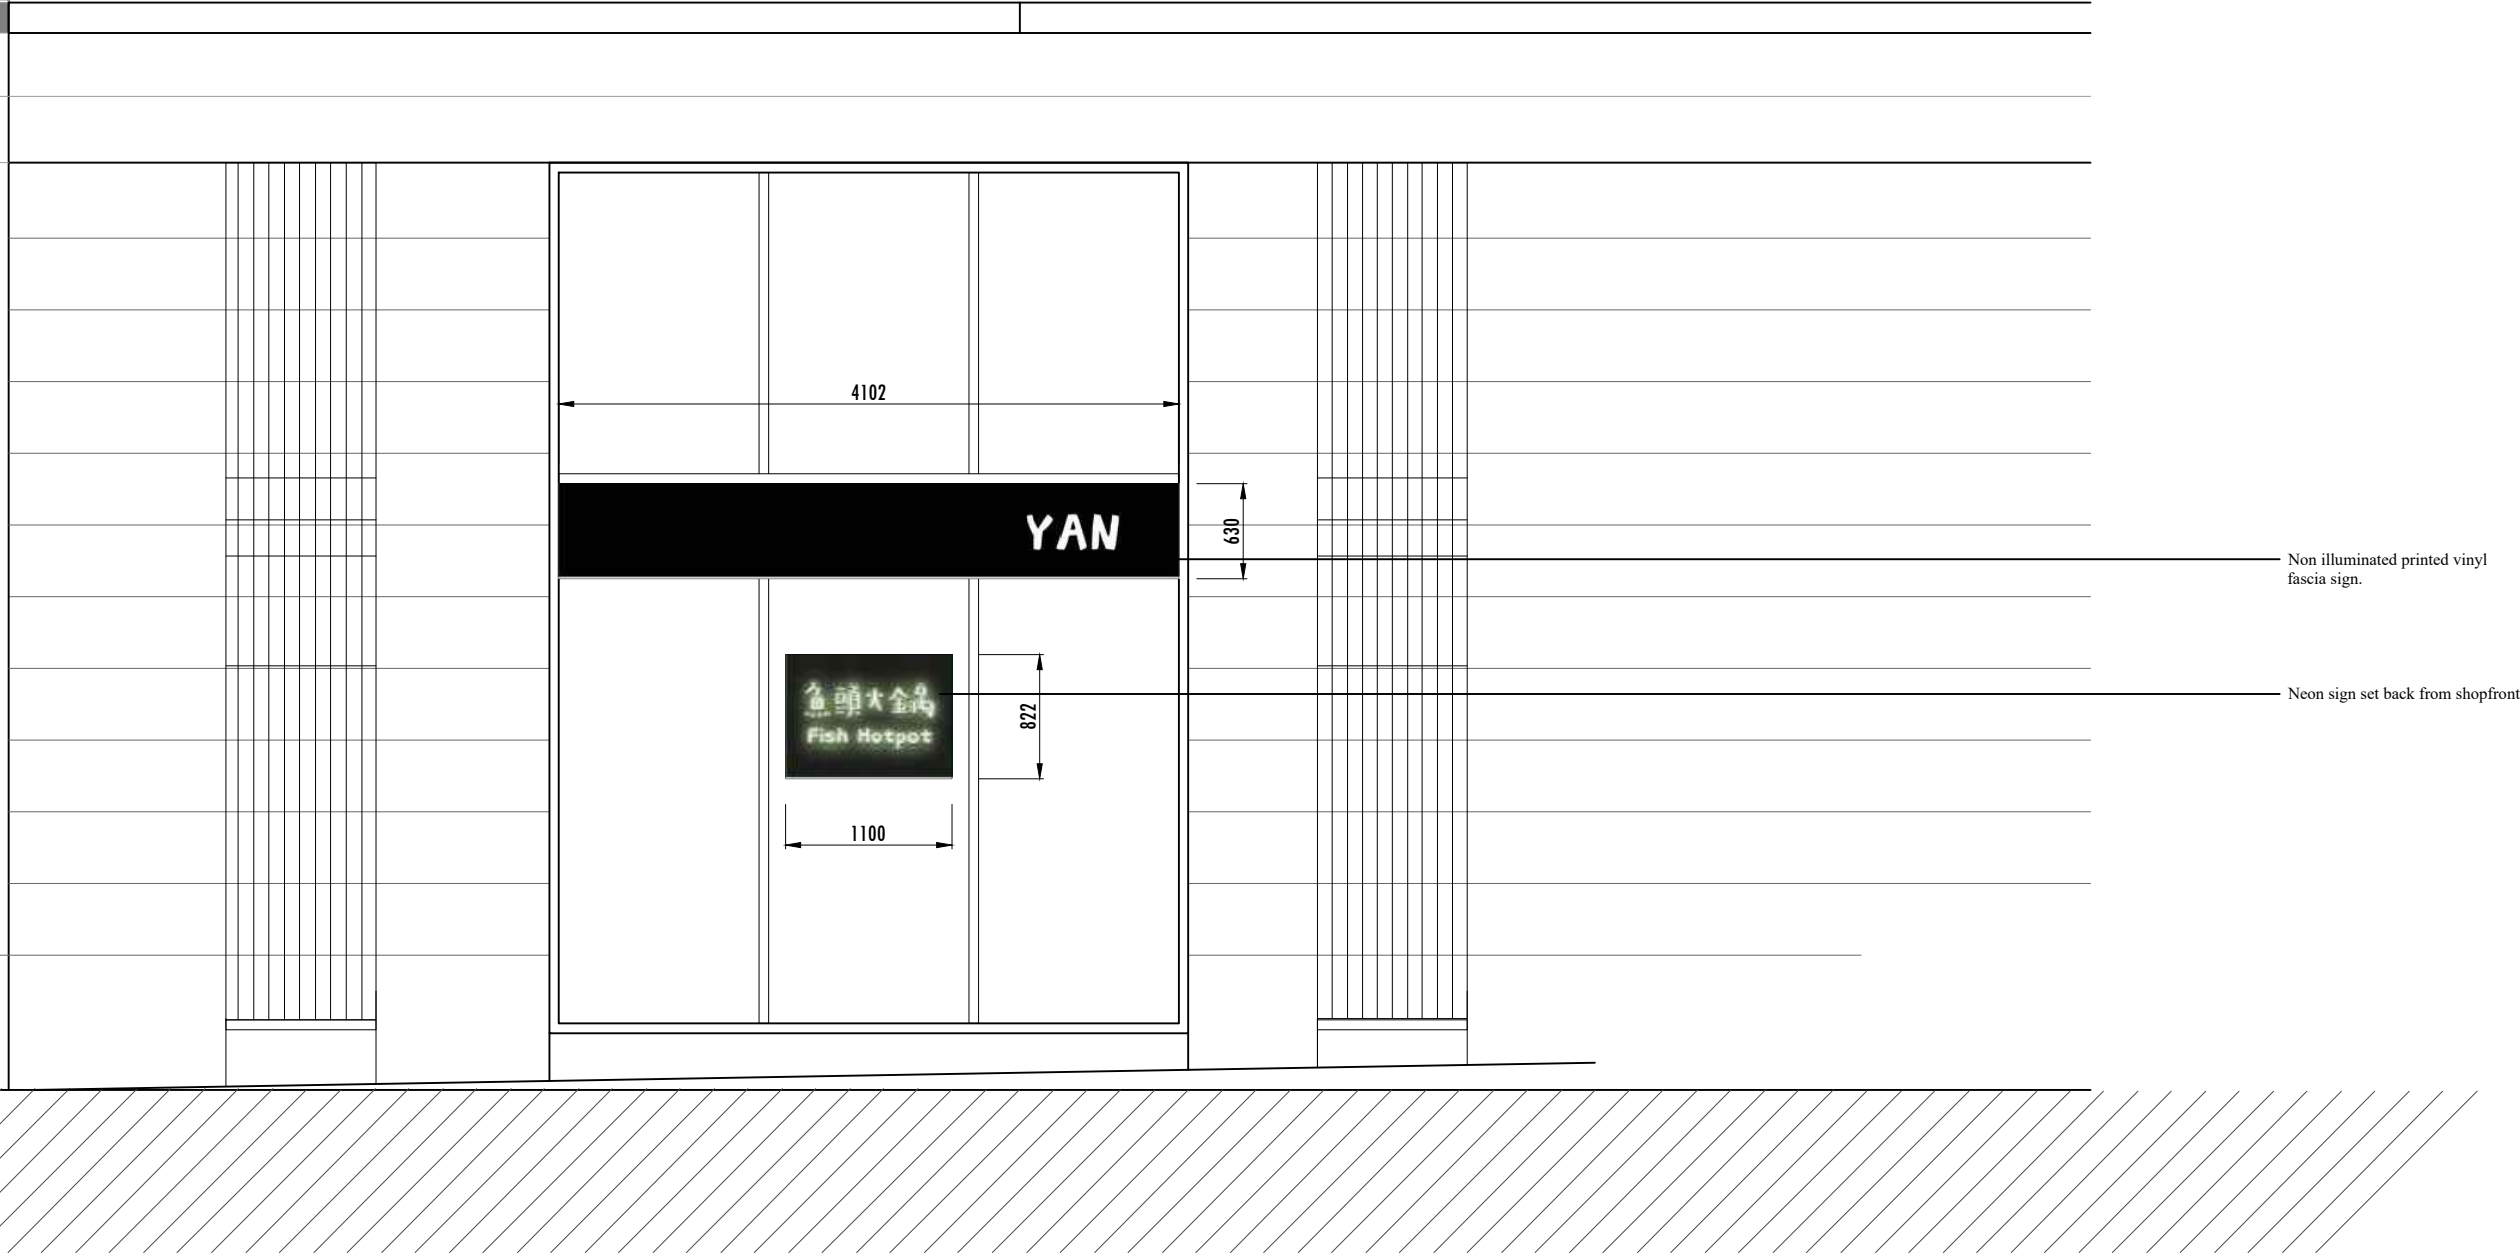 4102
YAN
630
Non illuminated printed vinyl
fascia sign.
魚頭火鍋
Fish Hotpot
822
Neon sign set back from shopfront
1100